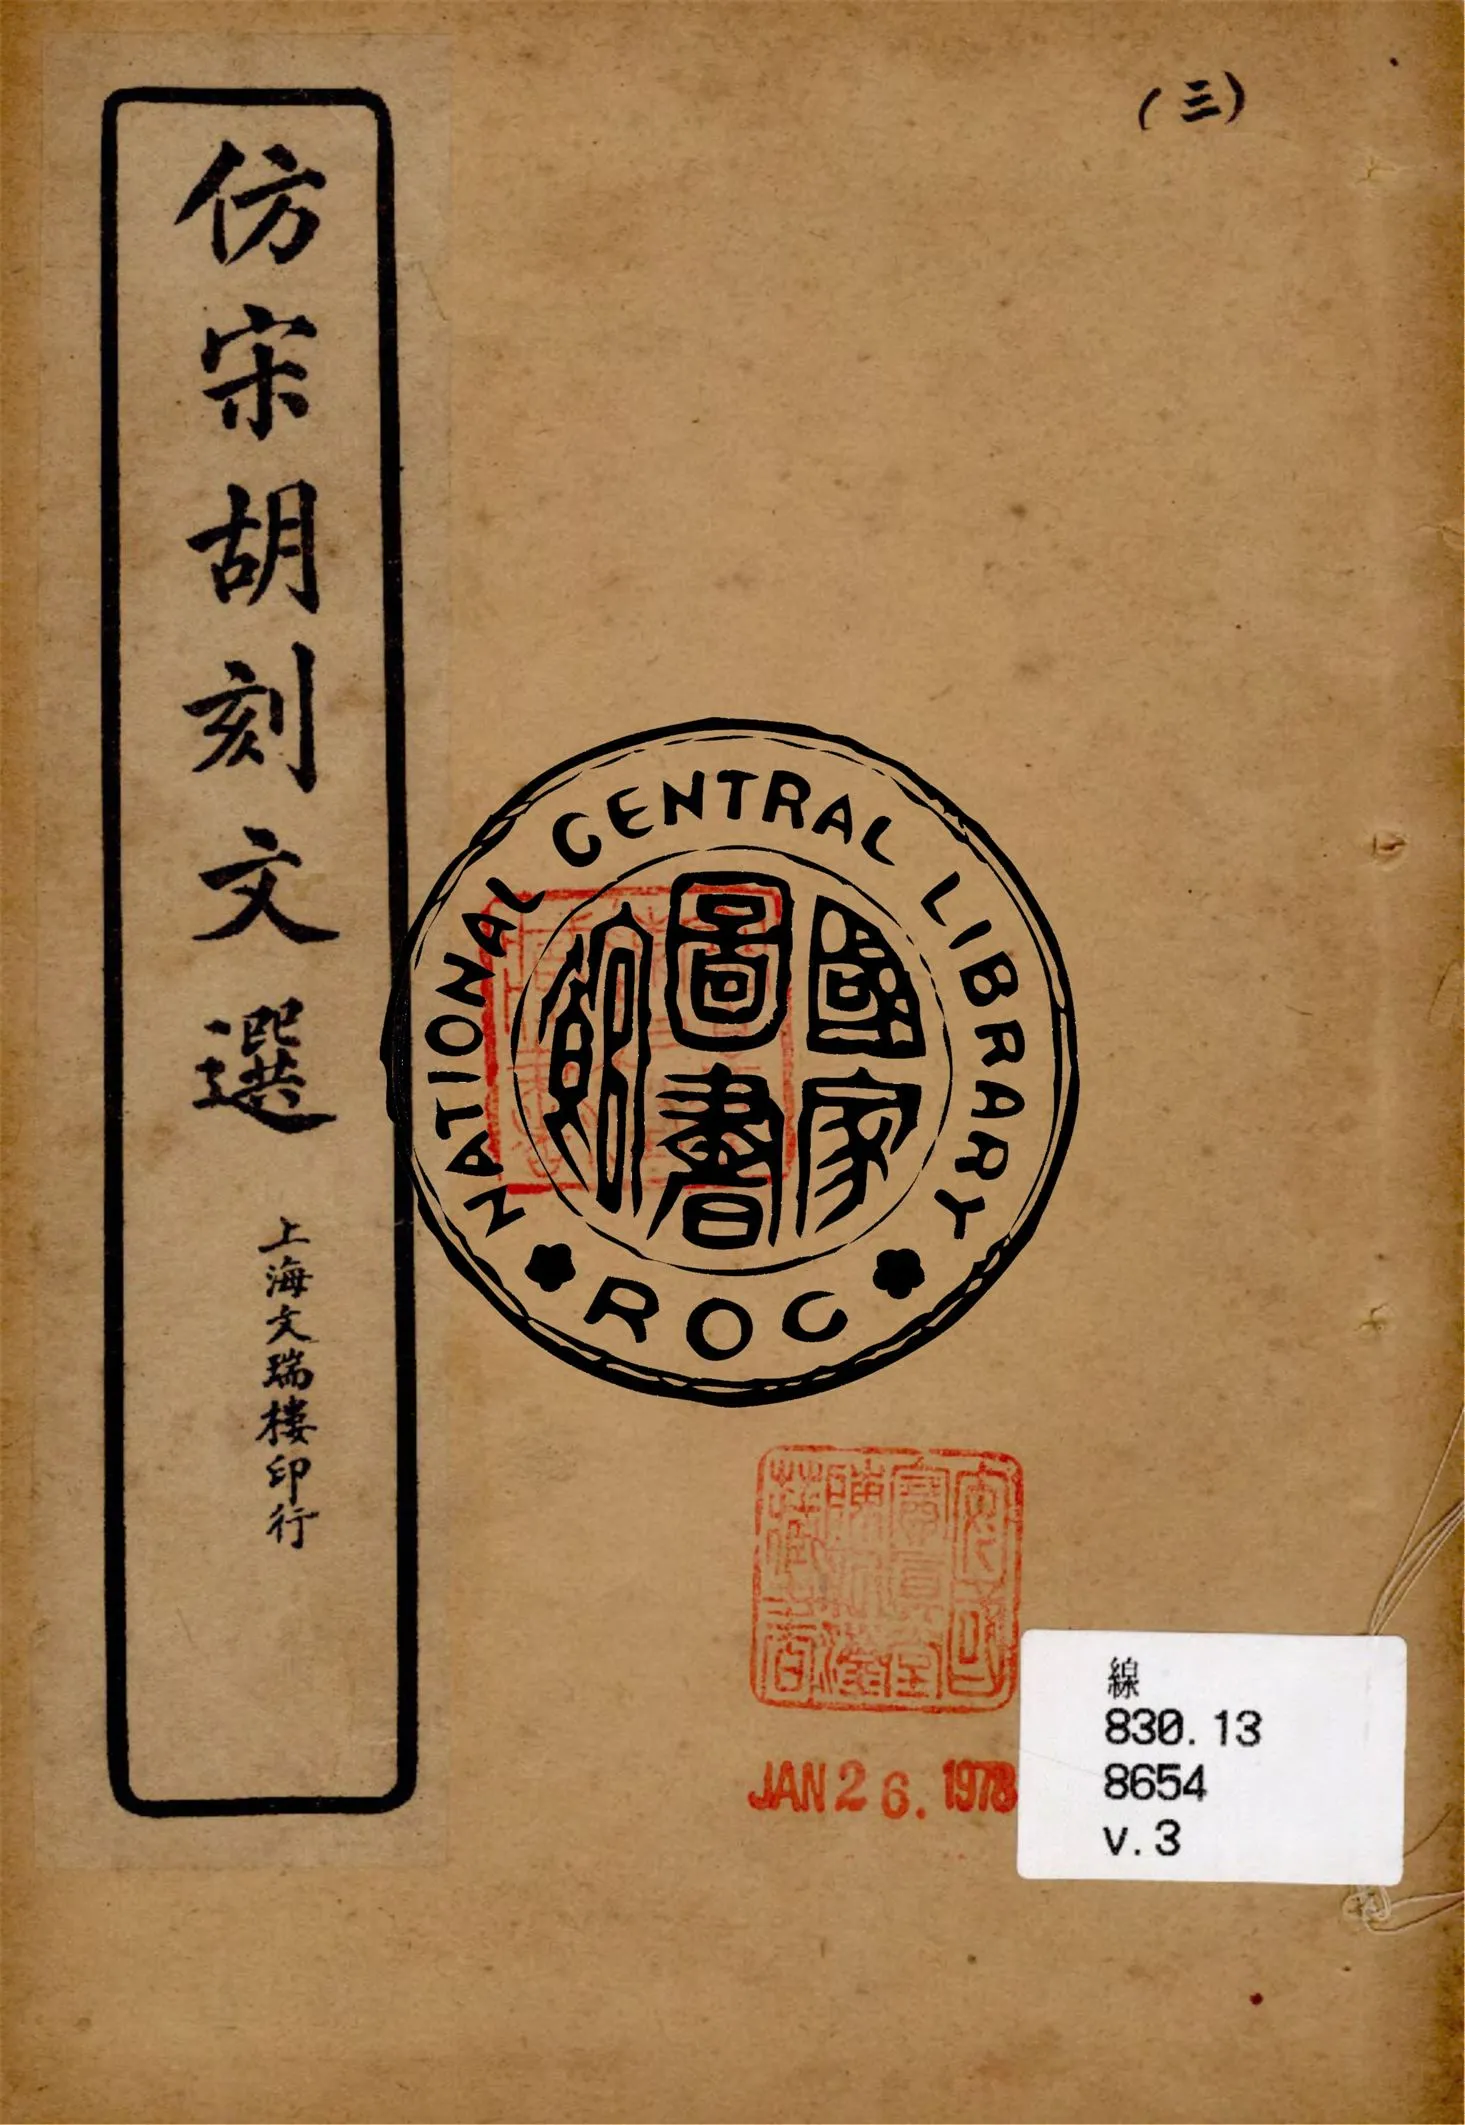 (三)
仿宋胡刻文選
上海文瑞樓印行
NATIONAL CENTRAL LIBRARY
國家
圖書
館
ROC
JAN 26. 1978
線
830.13
8654
v.3